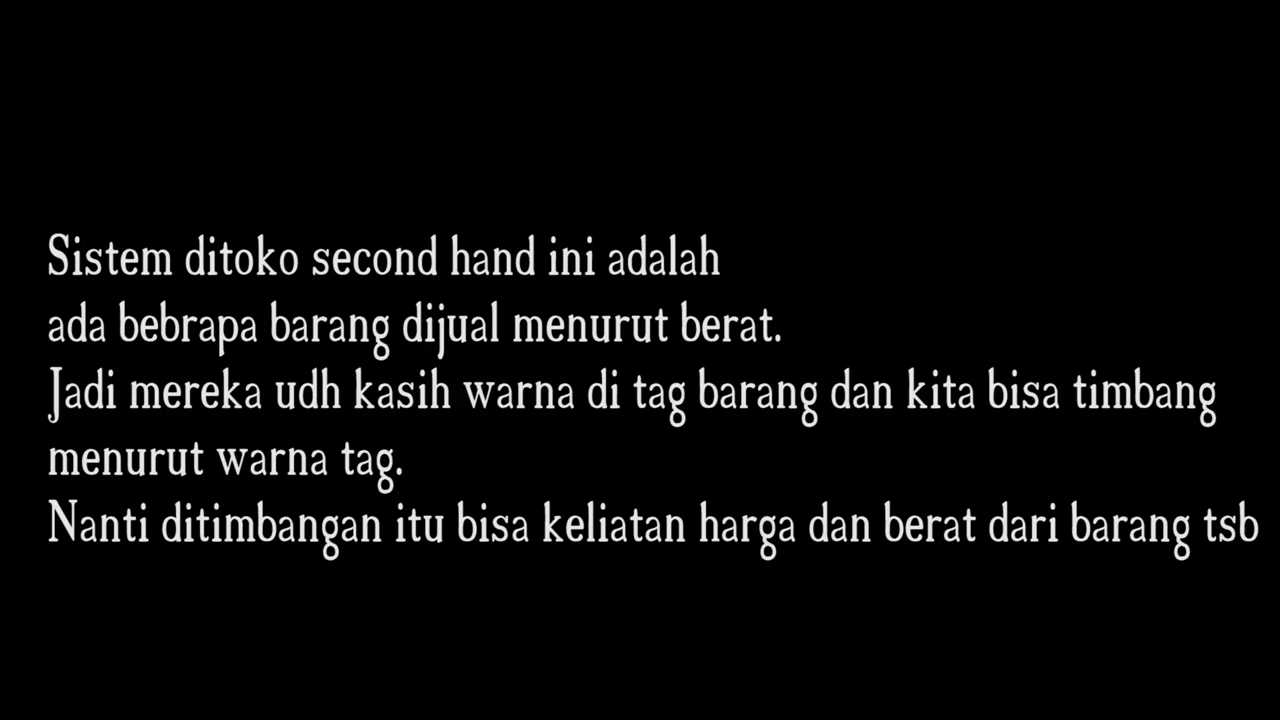 Sistem ditoko second hand ini adalah
ada bebrapa barang dijual menurut berat.
Jadi mereka udh kasih warna di tag barang dan kita bisa timbang
menurut warna tag.
Nanti ditimbangan itu bisa keliatan harga dan berat dari barang tsb